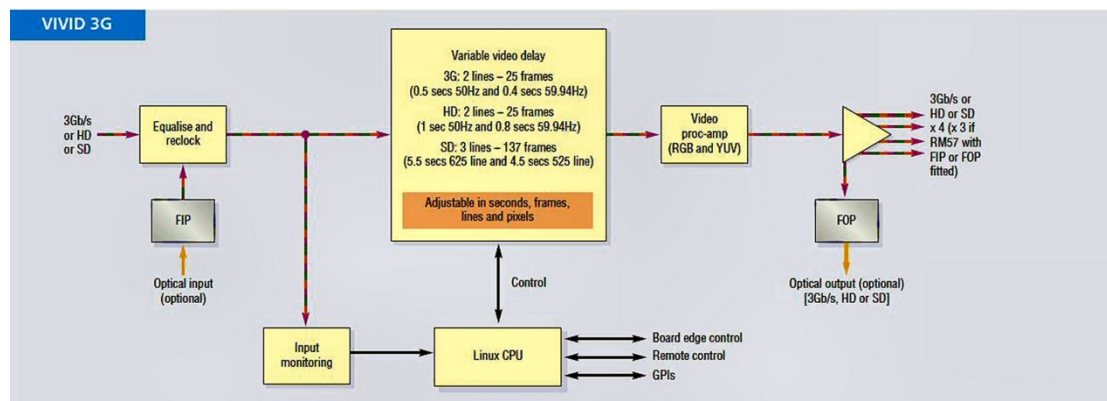 VIVID 3G
3Gb/s
or HD
or SD
Equalise and
reclock
FIP
Optical input
(optional)
Variable video delay
3G: 2 lines – 25 frames
(0.5 secs 50Hz and 0.4 secs 59.94Hz)
HD: 2 lines – 25 frames
(1 sec 50Hz and 0.8 secs 59.94Hz)
SD: 3 lines – 137 frames
(5.5 secs 625 line and 4.5 secs 525 line)
Adjustable in seconds, frames,
lines and pixels
Video
proc-amp
(RGB and YUV)
3Gb/s or
HD or SD
x 4 (x 3 if
RM57 with
FIP or FOP
fitted)
FOP
Optical output (optional)
[3Gb/s, HD or SD]
Control
Input
monitoring
Linux CPU
Board edge control
Remote control
GPIs